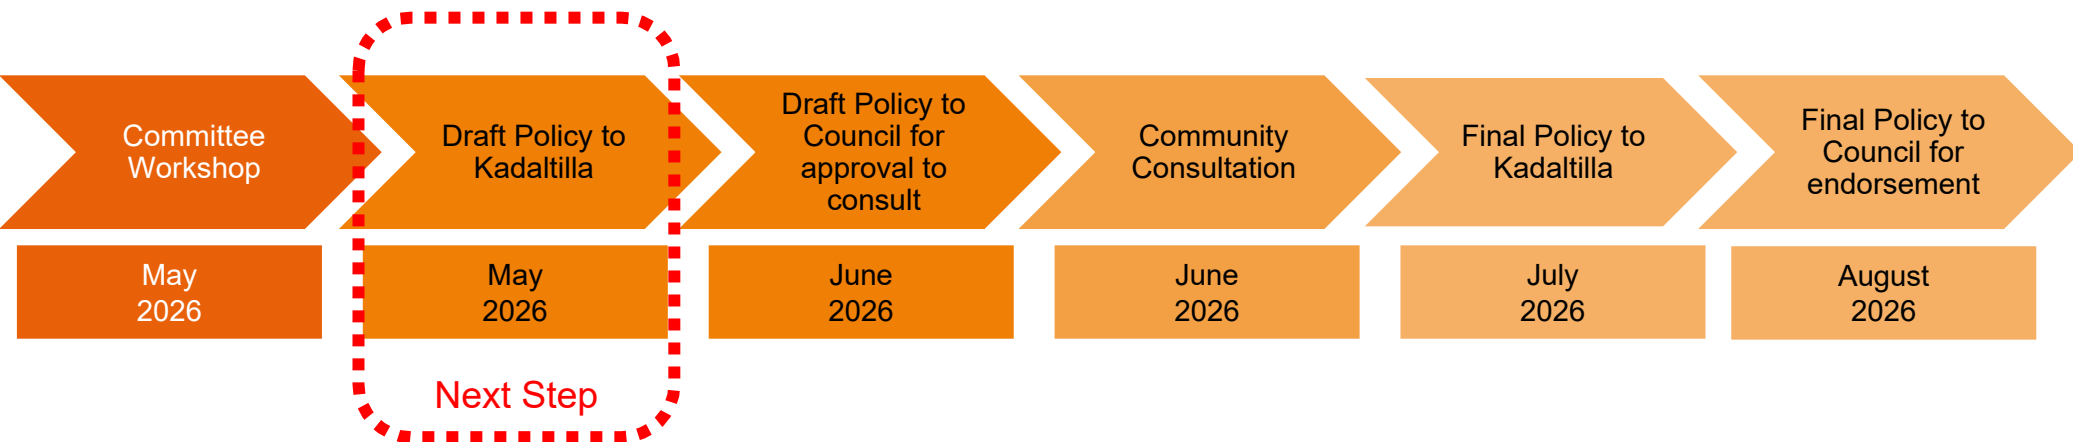 Committee
Workshop
Draft Policy to
Kadaltilla
Draft Policy to
Council for
approval to
consult
Community
Consultation
Final Policy to
Kadaltilla
Final Policy to
Council for
endorsement
May
2026
May
2026
June
2026
June
2026
July
2026
August
2026
Next Step